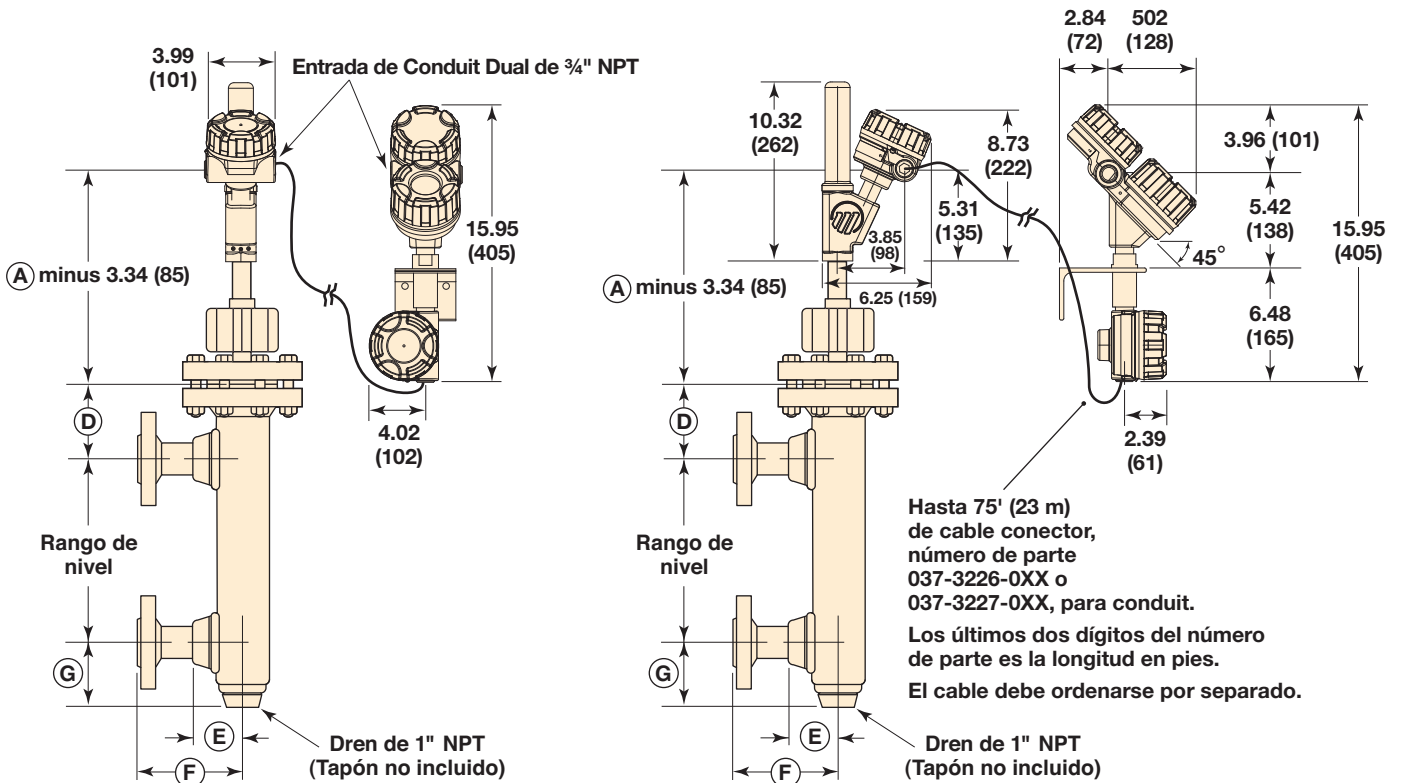 3.99
(101)
Entrada de Conduit Dual de ¾" NPT
15.95
(405)
A minus 3.34 (85)
D
4.02
(102)
Rango de
nivel
G
E
F
Dren de 1" NPT
(Tapón no incluido)
2.84
(72)
502
(128)
10.32
(262)
8.73
(222)
3.96 (101)
5.31
(135)
5.42
(138)
15.95
(405)
3.85
(98)
45°
A minus 3.34 (85)
6.25 (159)
6.48
(165)
D
2.39
(61)
Rango de
nivel
Hasta 75' (23 m)
de cable conector,
número de parte
037-3226-0XX o
037-3227-0XX, para conduit.
Los últimos dos dígitos del número
de parte es la longitud en pies.
El cable debe ordenarse por separado.
G
E
F
Dren de 1" NPT
(Tapón no incluido)